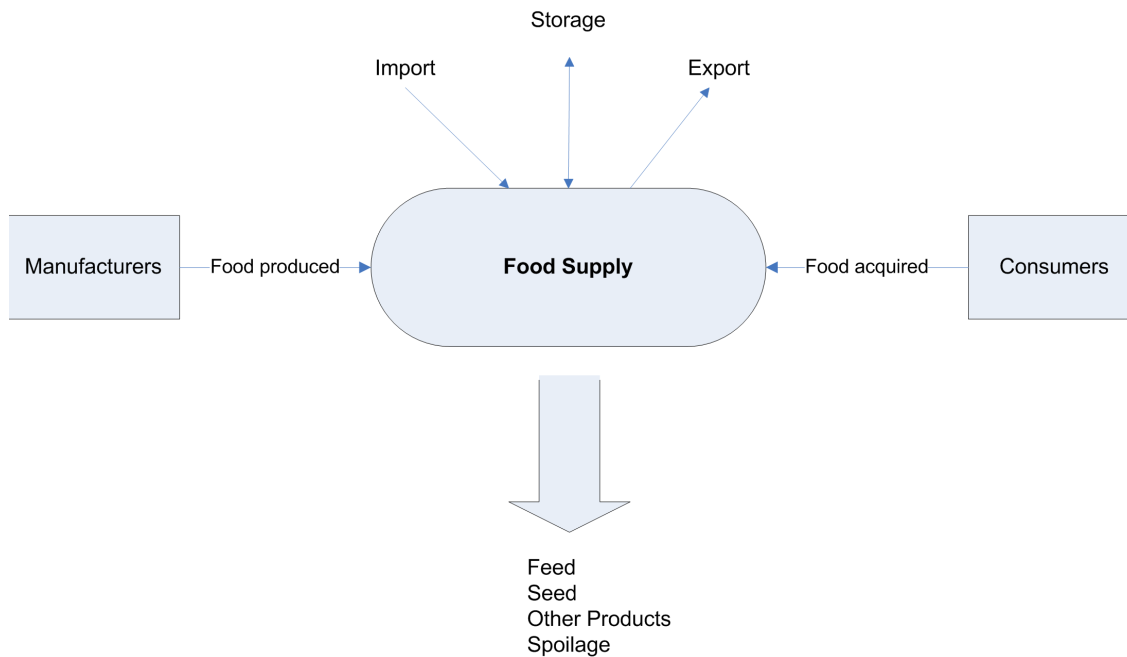 Storage
Import
Export
Manufacturers
Food produced
Food Supply
Food acquired
Consumers
Feed
Seed
Other Products
Spoilage